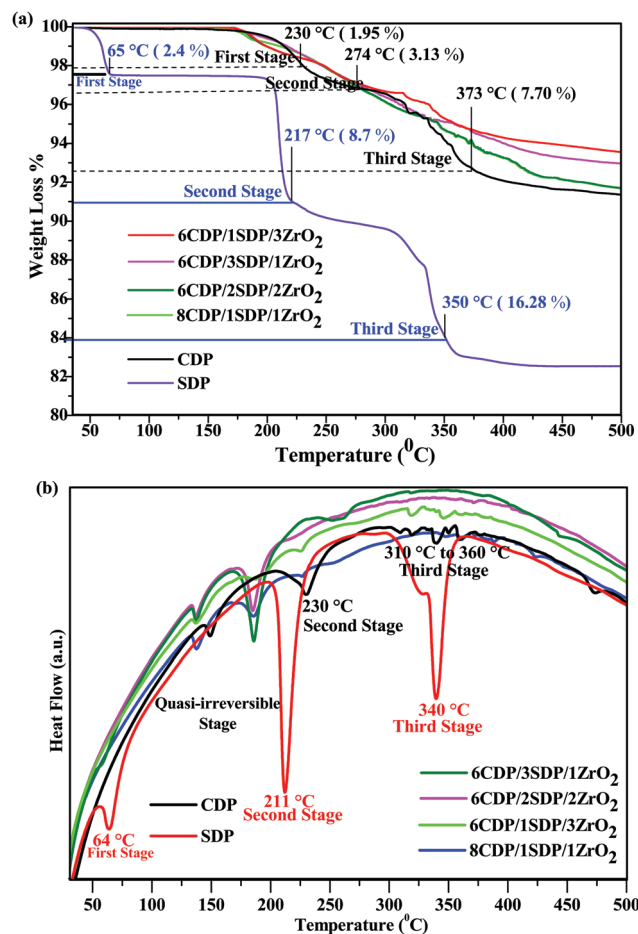 (a)
100
98
96
94
92
90
88
86
84
82
80
Weight Loss %
65 °C ( 2.4 %)
First Stage
230 °C (1.95 %)
First Stage
274 °C ( 3.13 %)
Second Stage
373 °C ( 7.70 %)
Third Stage
217 °C ( 8.7 %)
Second Stage
350 °C ( 16.28 %)
Third Stage
6CDP/1SDP/3ZrO2
6CDP/3SDP/1ZrO2
6CDP/2SDP/2ZrO2
8CDP/1SDP/1ZrO2
CDP
SDP
50 100 150 200 250 300 350 400 450 500
Temperature (⁰C)
(b)
Heat Flow (a.u.)
310 °C to 360 °C
Third Stage
230 °C
Second Stage
Quasi-irreversible
Stage
340 °C
Third Stage
211 °C
Second Stage
64 °C
First Stage
CDP
SDP
6CDP/3SDP/1ZrO2
6CDP/2SDP/2ZrO2
6CDP/1SDP/3ZrO2
8CDP/1SDP/1ZrO2
50 100 150 200 250 300 350 400 450 500
Temperature (⁰C)